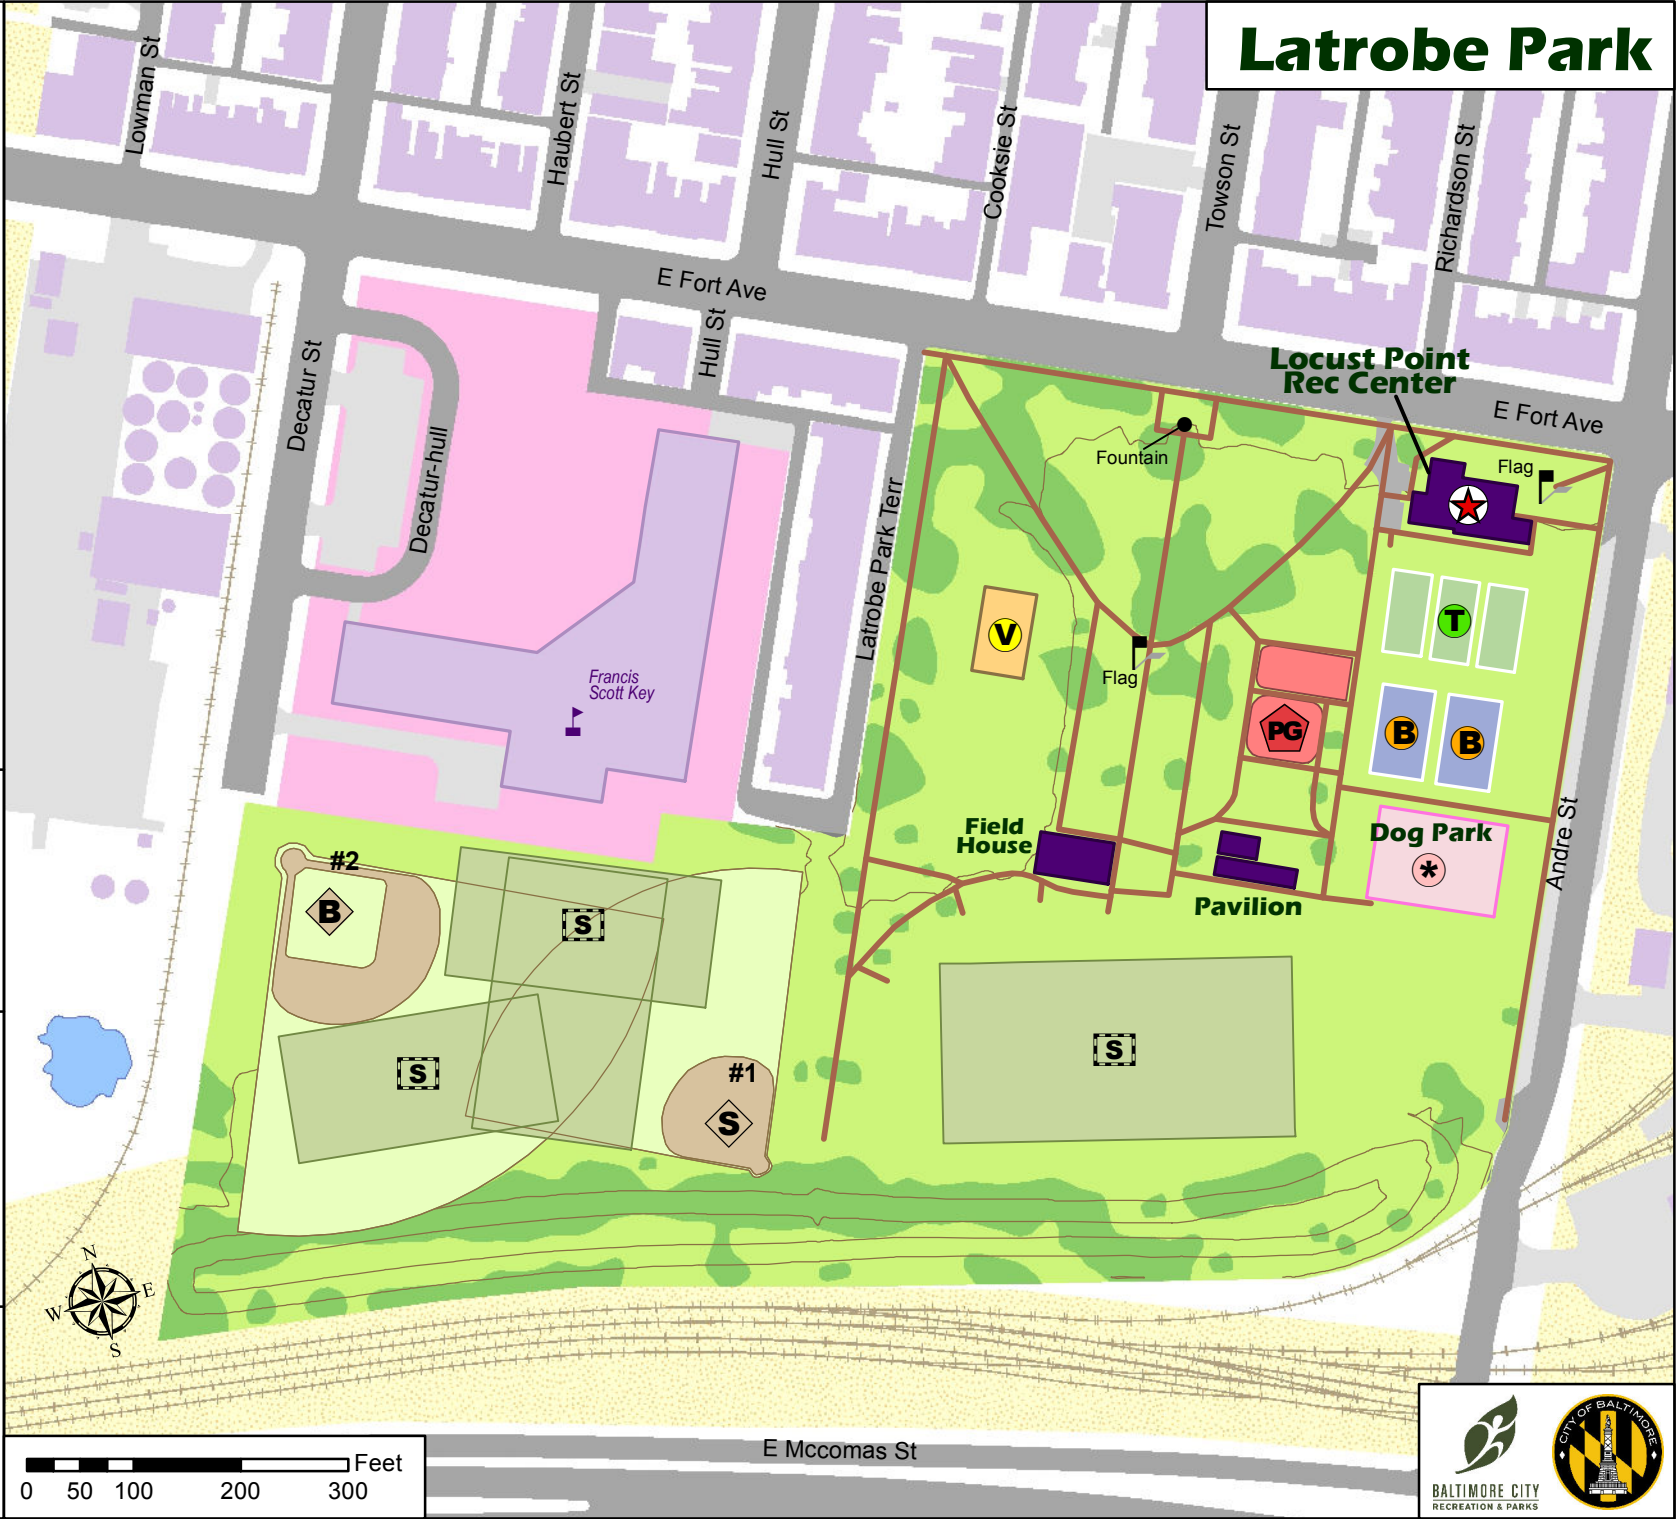 Latrobe Park
Lowman St
Haubert St
Hull St
Cooksie St
Towson St
Richardson St
E Fort Ave
Hull St
Decatur St
Decatur-hull
Latrobe Park Terr
Locust Point
Rec Center
E Fort Ave
Fountain
Flag
T
V
Flag
Francis
Scott Key
PG
B
B
Field
House
Dog Park
*
Andre St
Pavilion
#2
B
S
S
#1
S
S
N
E
W
S
E Mccomas St
Feet
0 50 100 200 300
BALTIMORE CITY
RECREATION & PARKS
CITY OF BALTIMORE